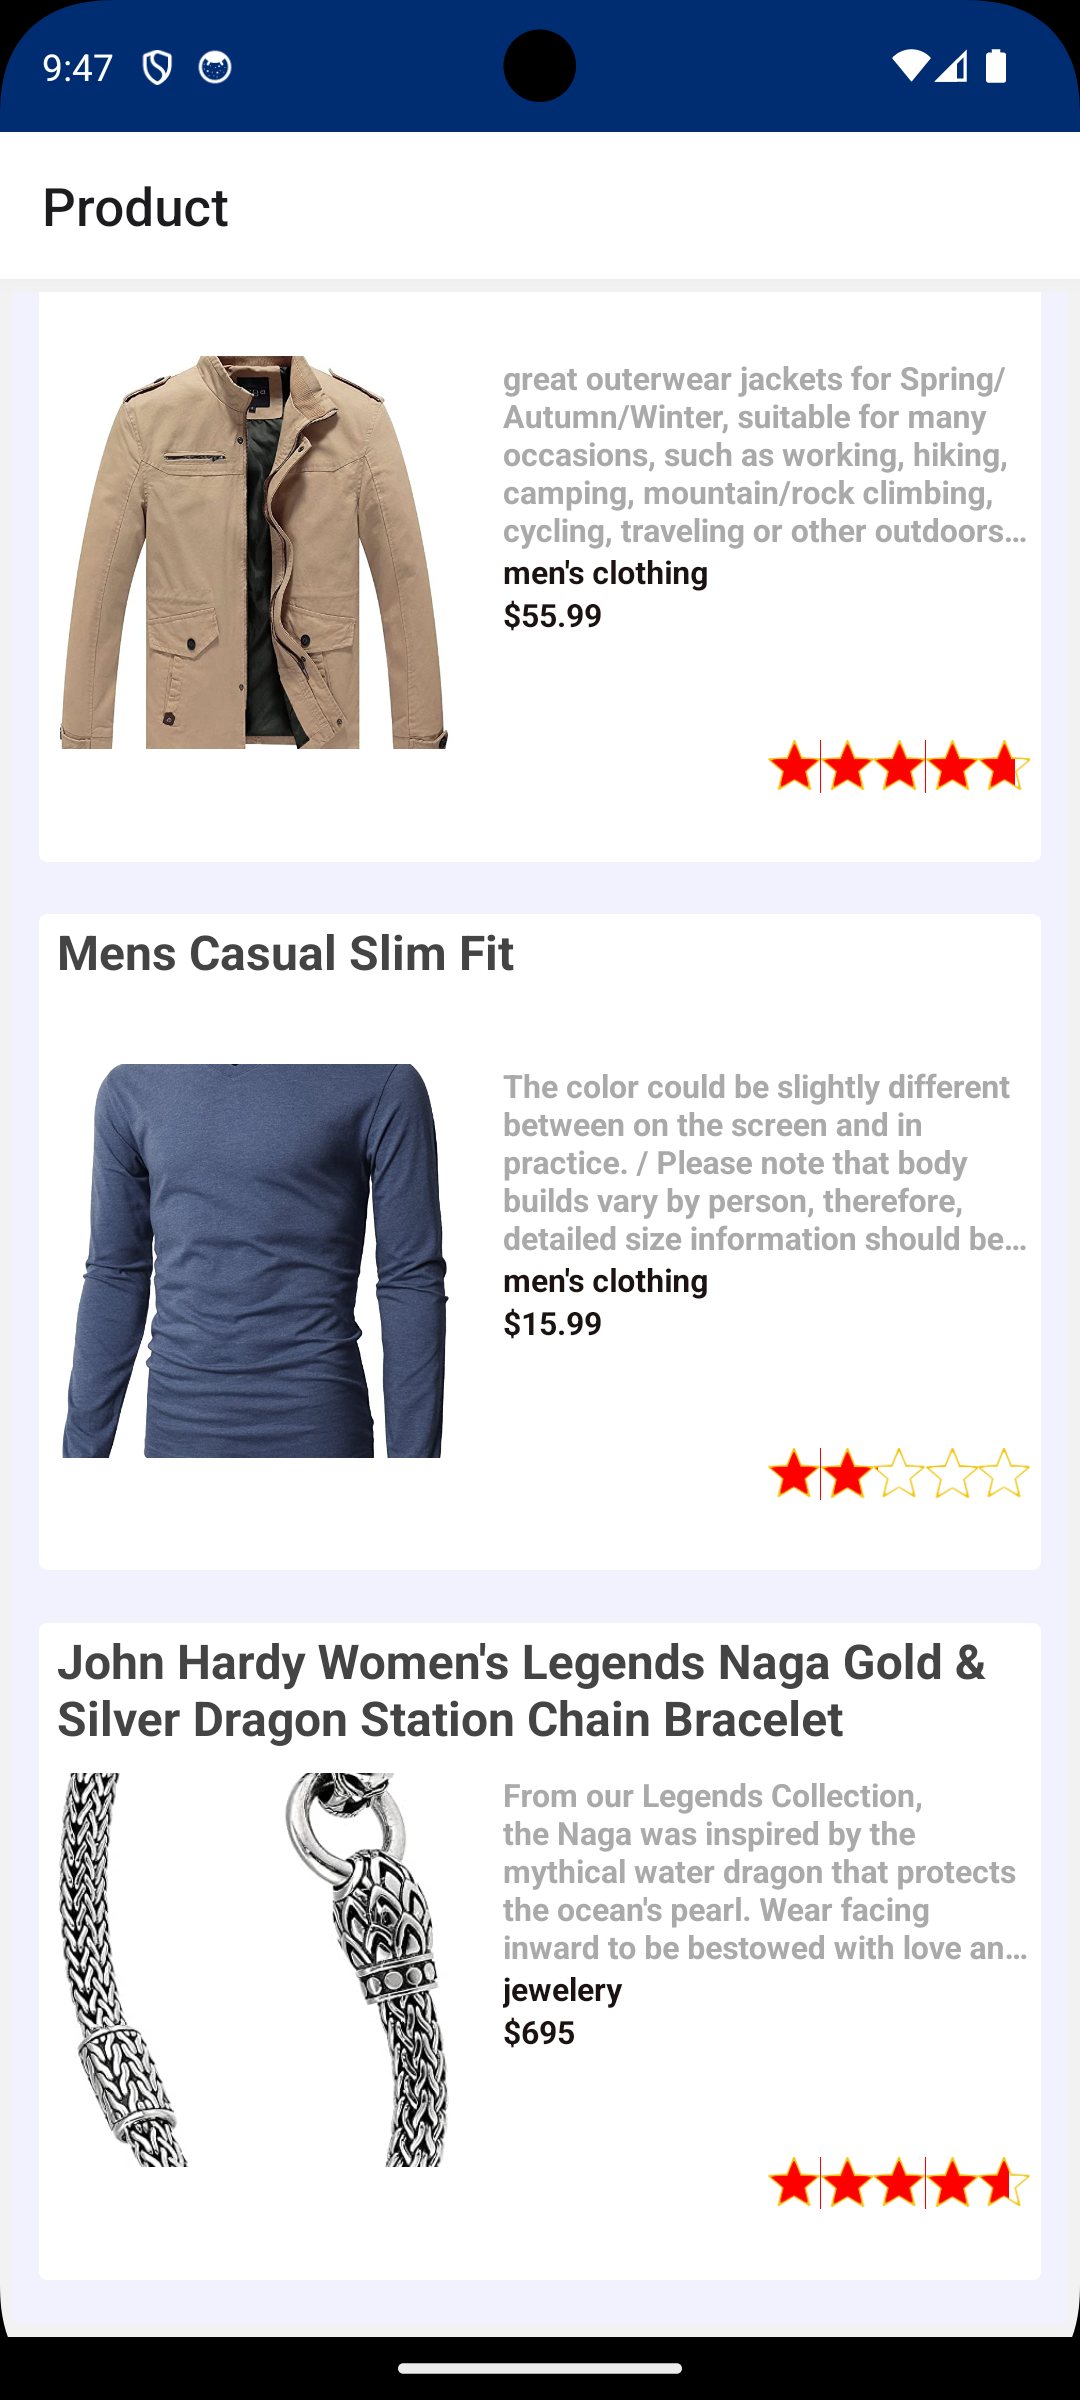 9:47
Product
great outerwear jackets for Spring/
Autumn/Winter, suitable for many
occasions, such as working, hiking,
camping, mountain/rock climbing,
cycling, traveling or other outdoors...
men's clothing
$55.99
Mens Casual Slim Fit
The color could be slightly different
between on the screen and in
practice. / Please note that body
builds vary by person, therefore,
detailed size information should be...
men's clothing
$15.99
John Hardy Women's Legends Naga Gold &
Silver Dragon Station Chain Bracelet
From our Legends Collection,
the Naga was inspired by the
mythical water dragon that protects
the ocean's pearl. Wear facing
inward to be bestowed with love an...
jewelery
$695